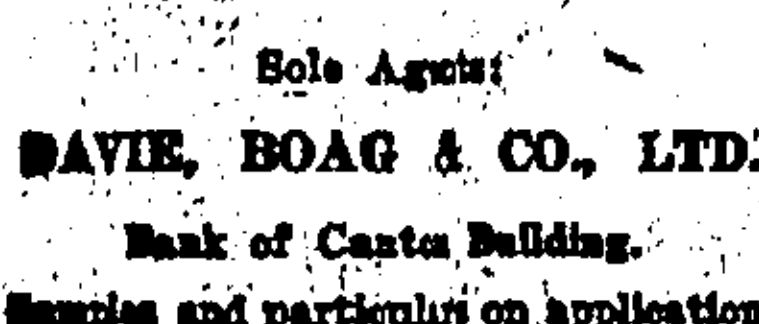 Sole Agents:
DAVIE, BOAG & CO., LTD.
Bank of Canton Building.
Samples and particulars on application